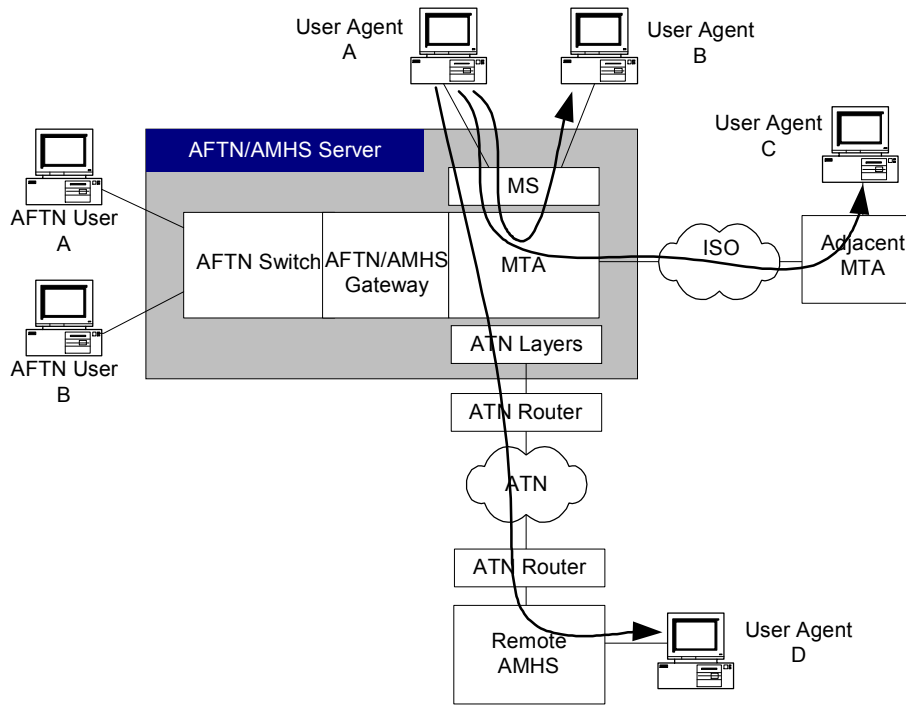 User Agent
A
User Agent
B
User Agent
C
AFTN/AMHS Server
MS
AFTN User
A
AFTN Switch
AFTN/AMHS
Gateway
MTA
ISO
Adjacent
MTA
AFTN User
B
ATN Layers
ATN Router
ATN
ATN Router
Remote
AMHS
User Agent
D